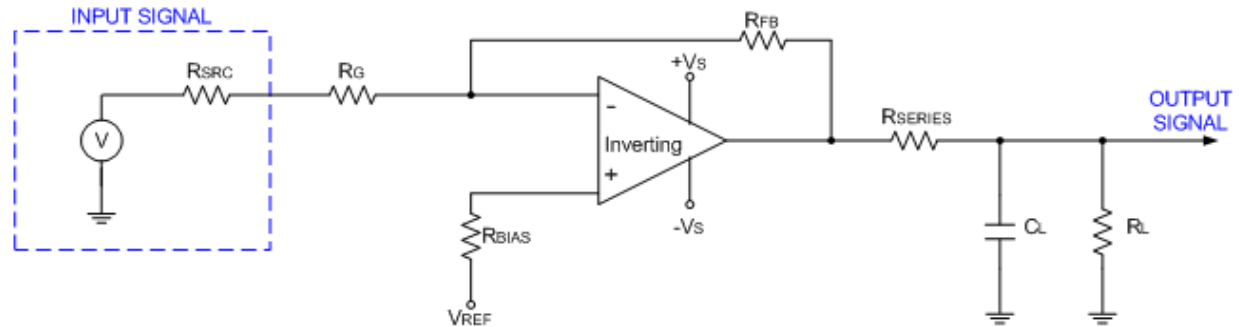 INPUT SIGNAL
RSRC
RG
RFB
+VS
-
Inverting
+
-VS
RSERIES
OUTPUT
SIGNAL
V
RBIAS
VREF
CL
RL